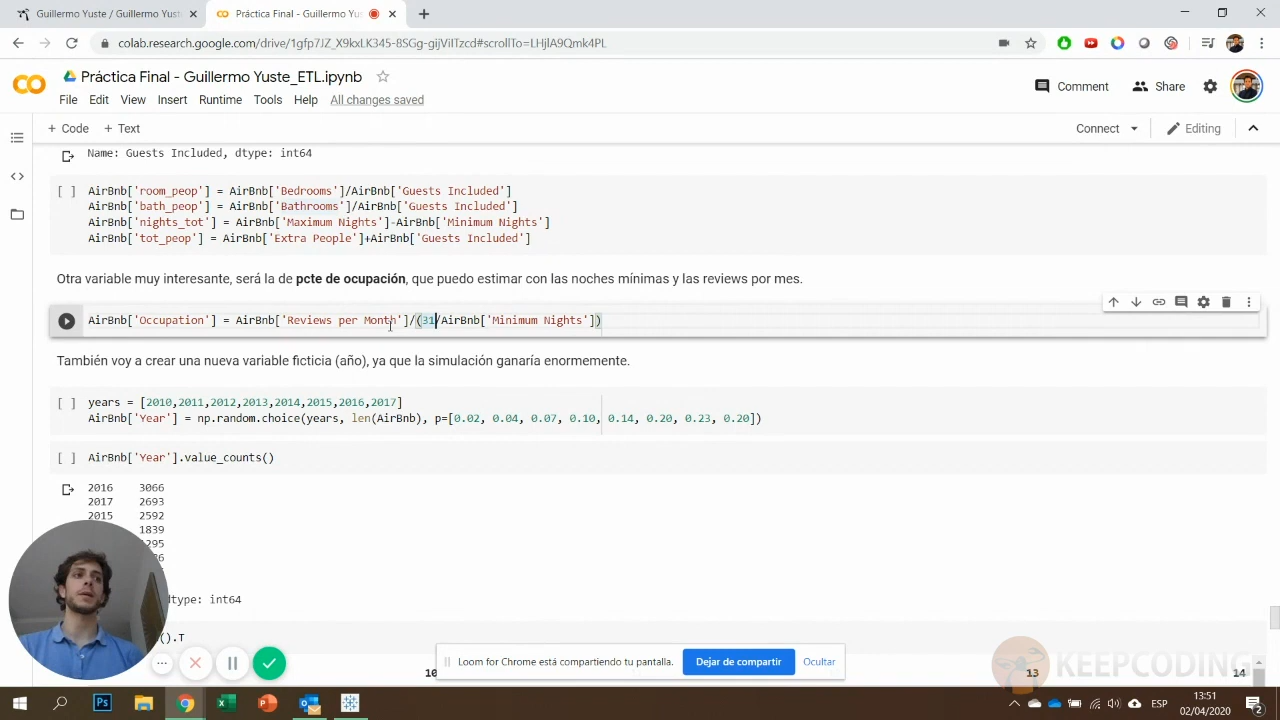 Guillermo Yuste / Guillermo Yuste
Práctica Final - Guillermo Yus
colab.research.google.com/drive/1gfp7JZ_X9kvLK345-8SGg-gijViITzcd#scrollTo=LHjlA9Qmk4PL
Práctica Final - Guillermo Yuste_ETL.ipynb
File Edit View Insert Runtime Tools Help All changes saved
Comment Share
+ Code + Text
Connect Editing
Name: Guests Included, dtype: int64
[ ] AirBnb['room_peop'] = AirBnb['Bedrooms']/AirBnb['Guests Included']
AirBnb['bath_peop'] = AirBnb['Bathrooms']/AirBnb['Guests Included']
AirBnb['nights_tot'] = AirBnb['Maximum Nights']-AirBnb['Minimum Nights']
AirBnb['tot_peop'] = AirBnb['Extra People']+AirBnb['Guests Included']
Otra variable muy interesante, será la de pcte de ocupación, que puedo estimar con las noches mínimas y las reviews por mes.
AirBnb['Occupation'] = AirBnb['Reviews per Month']/(31/AirBnb['Minimum Nights'])
También voy a crear una nueva variable ficticia (año), ya que la simulación ganaría enormemente.
[ ] years = [2010,2011,2012,2013,2014,2015,2016,2017]
AirBnb['Year'] = np.random.choice(years, len(AirBnb), p=[0.02, 0.04, 0.07, 0.10, 0.14, 0.20, 0.23, 0.20])
[ ] AirBnb['Year'].value_counts()
2016 3066
2017 2693
2015 2592
1839
dtype: int64
().T
Loom for Chrome está compartiendo tu pantalla. Dejar de compartir Ocultar
10 13 14
KEEPCODING
ESP
13:51
02/04/2020
2